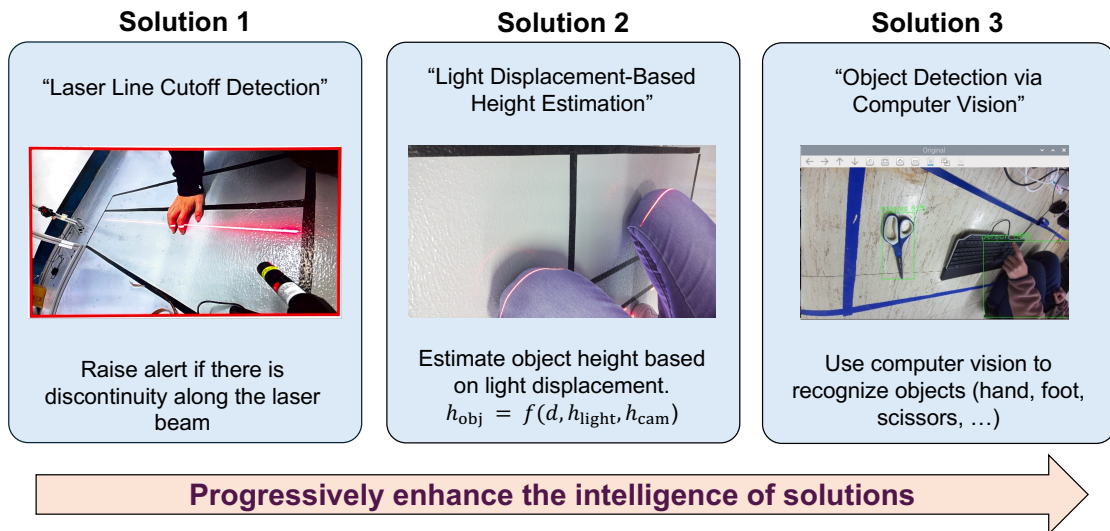 Solution 1
Solution 2
Solution 3
“Laser Line Cutoff Detection”
“Light Displacement-Based
Height Estimation”
“Object Detection via
Computer Vision”
Original
Raise alert if there is
discontinuity along the laser
beam
Estimate object height based
on light displacement.
h_obj = f(d, h_light, h_cam)
Use computer vision to
recognize objects (hand, foot,
scissors, …)
Progressively enhance the intelligence of solutions